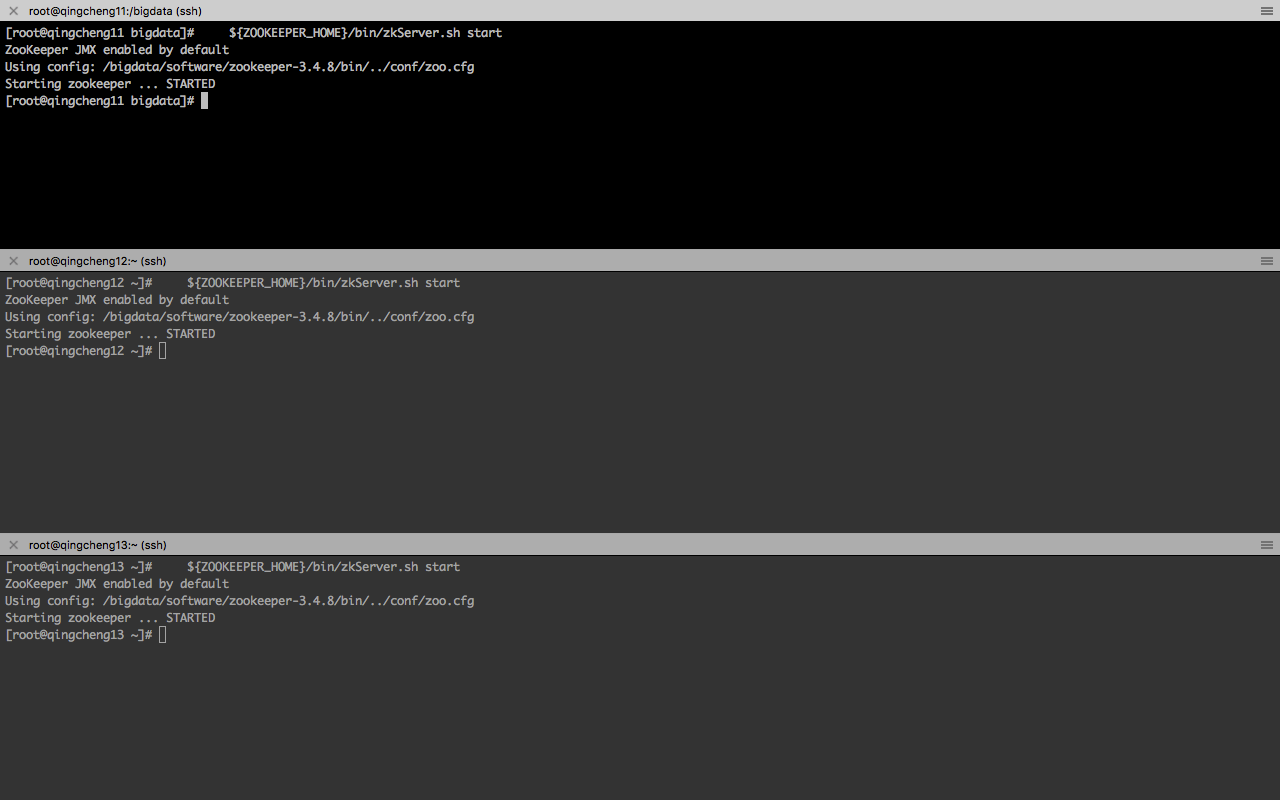 root@qingcheng11:/bigdata (ssh)
[root@qingcheng11 bigdata]#     ${ZOOKEEPER_HOME}/bin/zkServer.sh start
ZooKeeper JMX enabled by default
Using config: /bigdata/software/zookeeper-3.4.8/bin/../conf/zoo.cfg
Starting zookeeper ... STARTED
[root@qingcheng11 bigdata]#
root@qingcheng12:~ (ssh)
[root@qingcheng12 ~]#     ${ZOOKEEPER_HOME}/bin/zkServer.sh start
ZooKeeper JMX enabled by default
Using config: /bigdata/software/zookeeper-3.4.8/bin/../conf/zoo.cfg
Starting zookeeper ... STARTED
[root@qingcheng12 ~]#
root@qingcheng13:~ (ssh)
[root@qingcheng13 ~]#     ${ZOOKEEPER_HOME}/bin/zkServer.sh start
ZooKeeper JMX enabled by default
Using config: /bigdata/software/zookeeper-3.4.8/bin/../conf/zoo.cfg
Starting zookeeper ... STARTED
[root@qingcheng13 ~]#